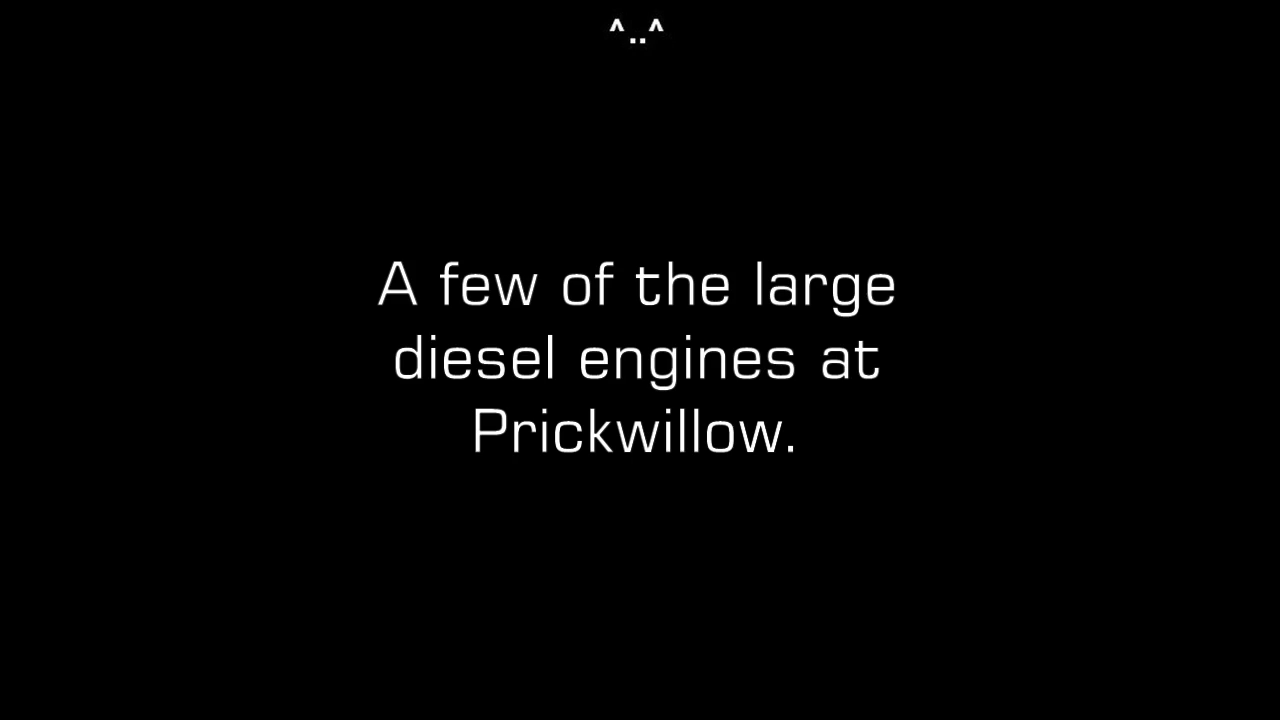 ^..^
A few of the large
diesel engines at
Prickwillow.